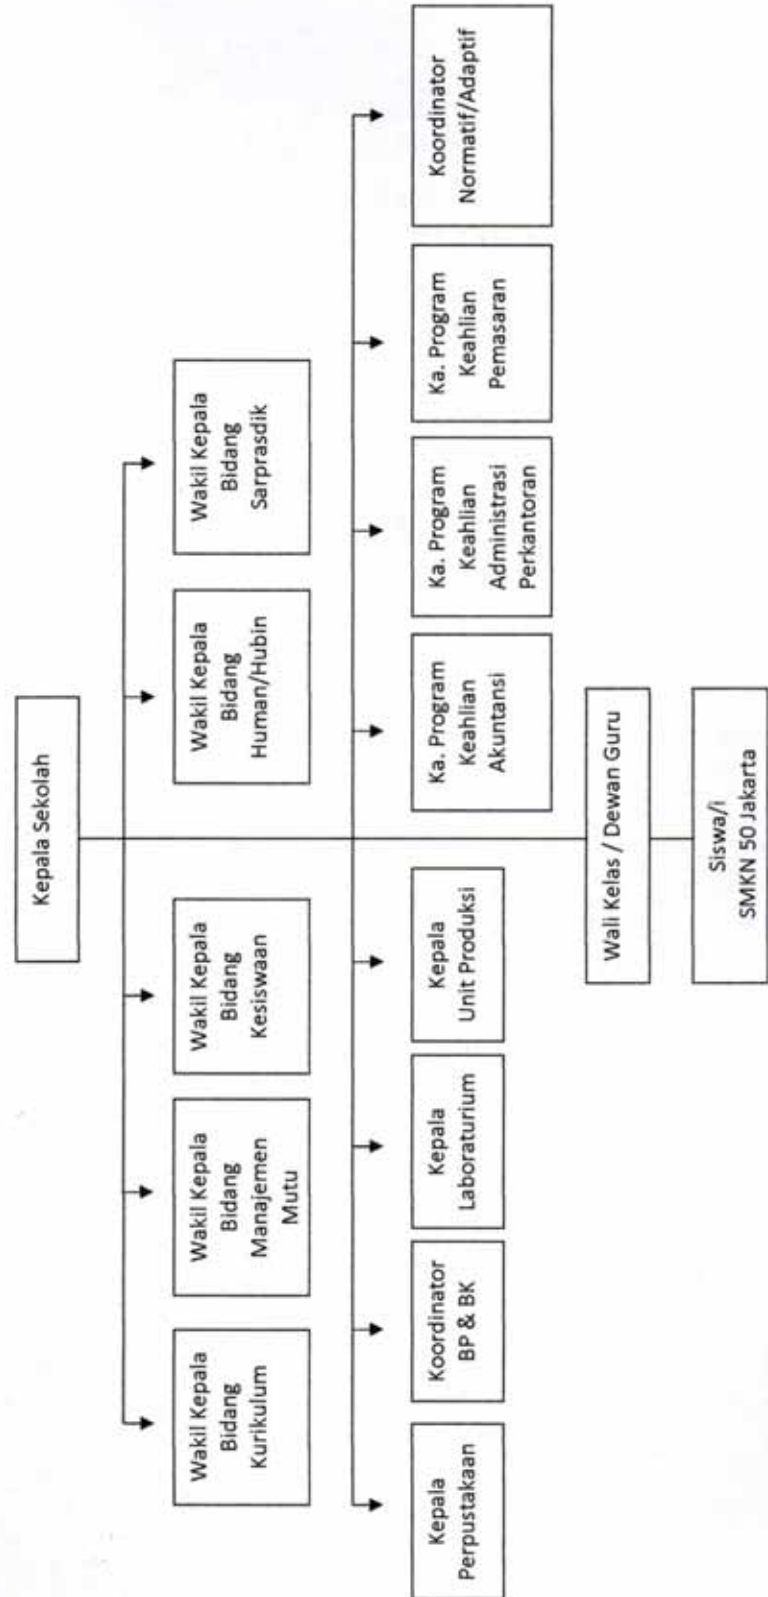 Kepala Sekolah
Wakil Kepala
Bidang
Kurikulum
Wakil Kepala
Bidang
Manajemen
Mutu
Wakil Kepala
Bidang
Kesiswaan
Wakil Kepala
Bidang
Human/Hubin
Wakil Kepala
Bidang
Sarprasdik
Kepala
Perpustakaan
Koordinator
BP & BK
Kepala
Laboraturium
Kepala
Unit Produksi
Ka. Program
Keahlian
Akuntansi
Ka. Program
Keahlian
Administrasi
Perkantoran
Ka. Program
Keahlian
Pemasaran
Koordinator
Normatif/Adaptif
Wali Kelas / Dewan Guru
Siswa/i
SMKN 50 Jakarta